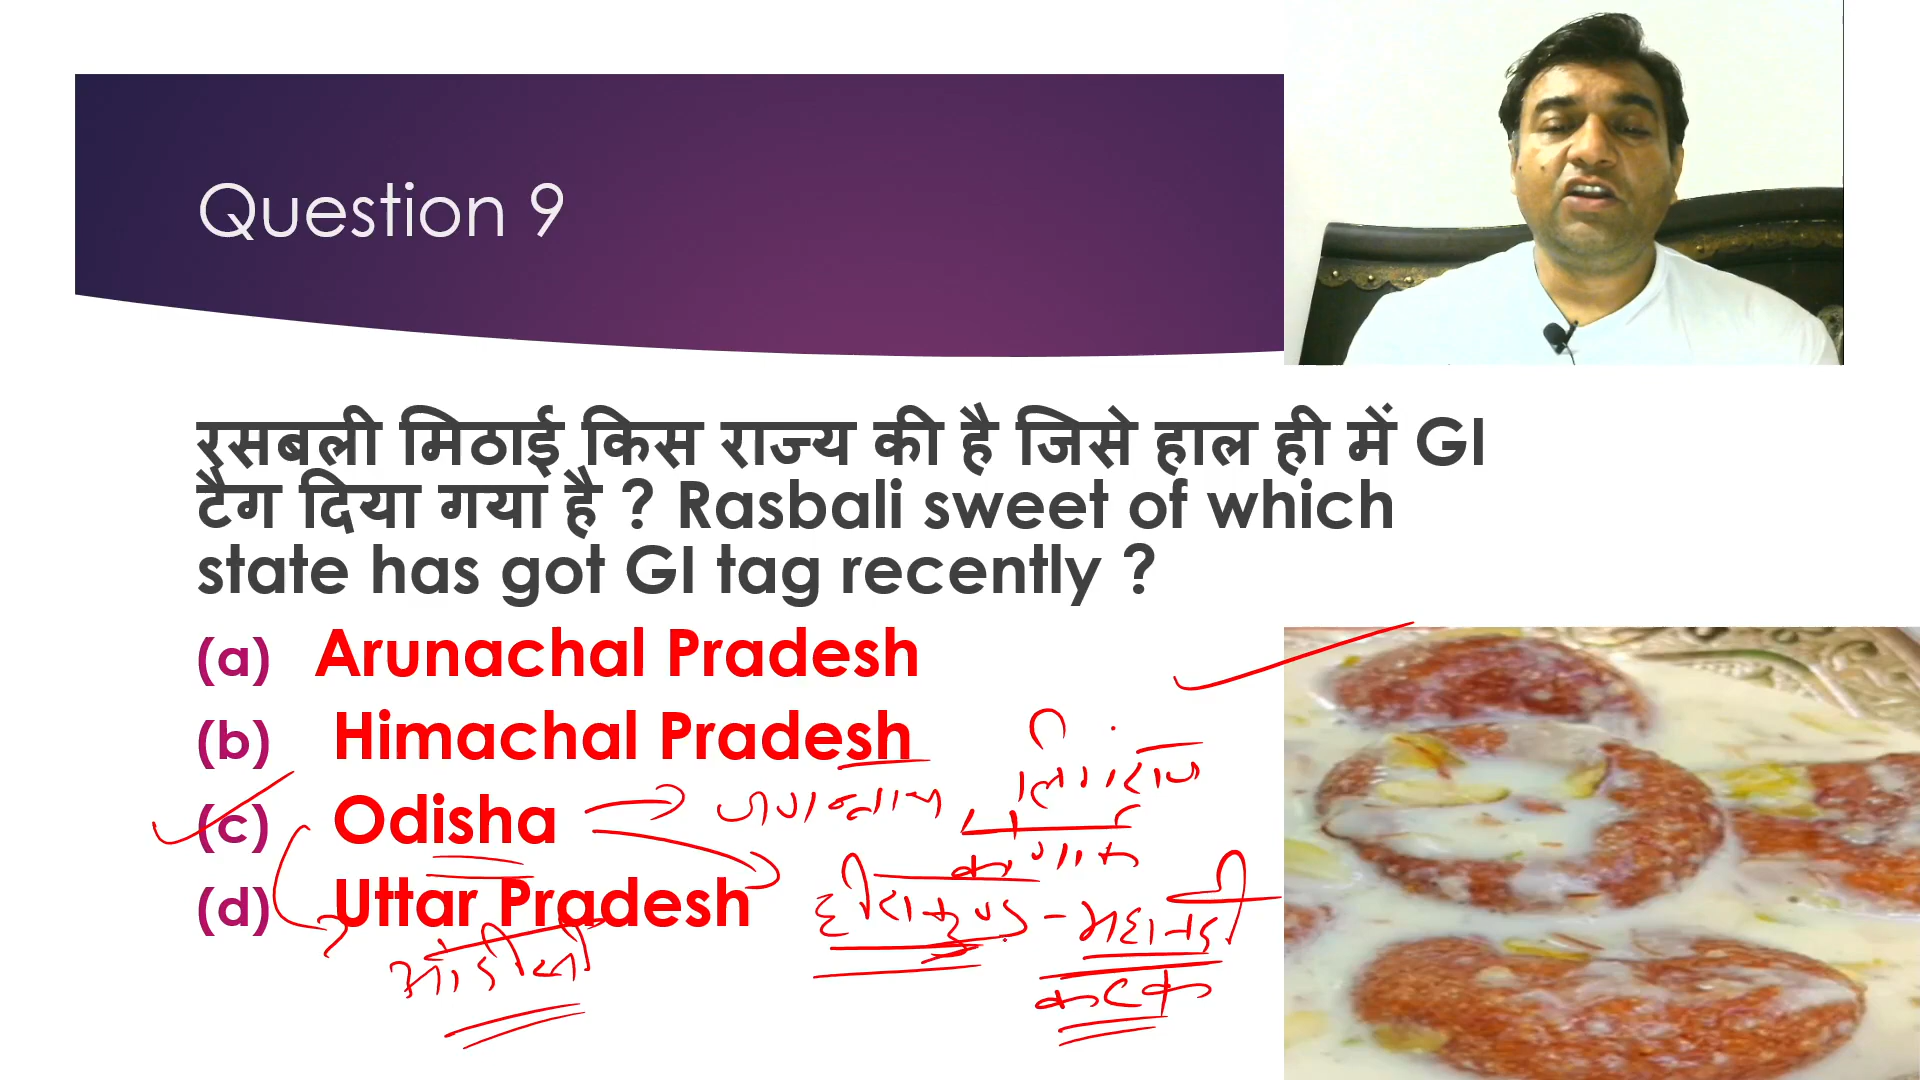 Question 9
रसबली मिठाई किस राज्य की है जिसे हाल ही में GI
टैग दिया गया है ? Rasbali sweet of which
state has got GI tag recently ?
(a) Arunachal Pradesh
(b) Himachal Pradesh
(c) Odisha
जगन्नाथ
लिंगराज
कोणार्क
(d) Uttar Pradesh
हीराकुण्ड - महानदी
ओडीसी
कटक